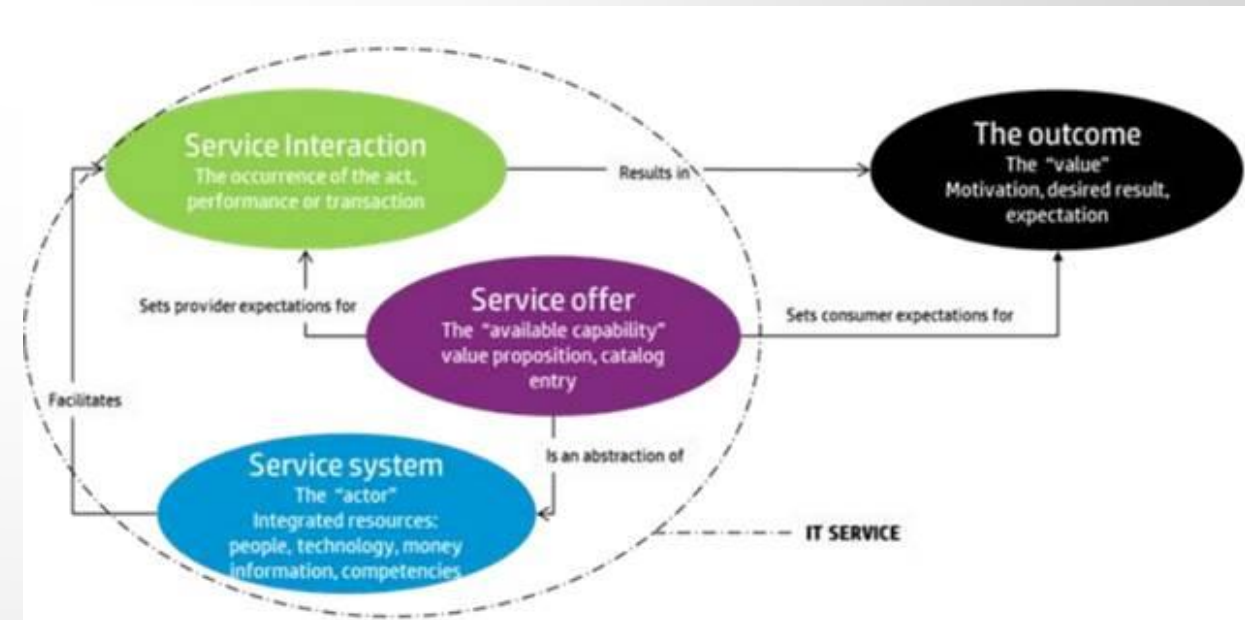 Service Interaction
The occurrence of the act,
performance or transaction
Results in
The outcome
The "value"
Motivation, desired result,
expectation
Sets provider expectations for
Service offer
The "available capability"
value proposition, catalog
entry
Sets consumer expectations for
Facilitates
Is an abstraction of
Service system
The "actor"
Integrated resources:
people, technology, money
information, competencies
IT SERVICE